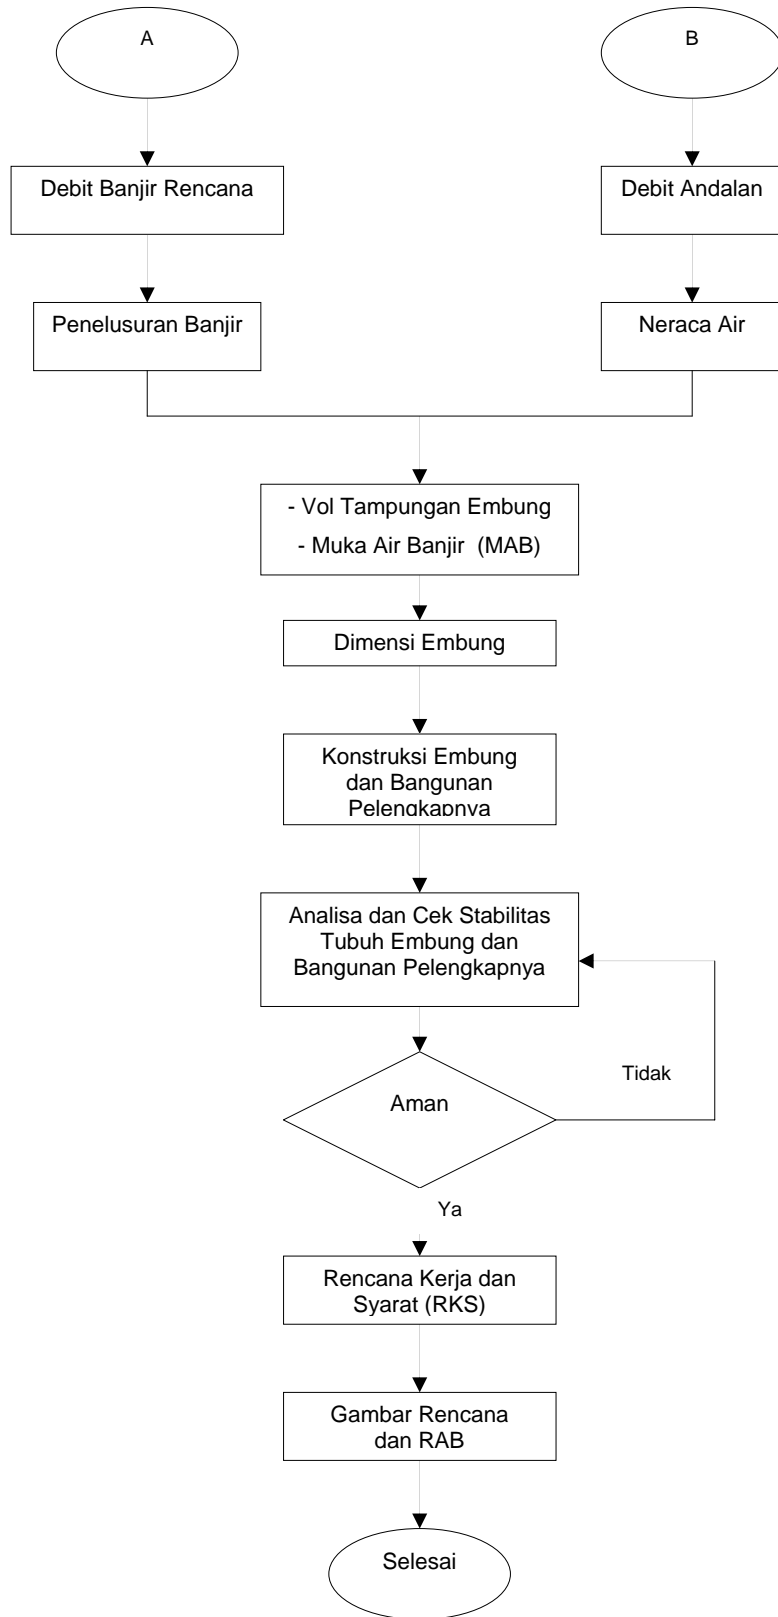 A
B
Debit Banjir Rencana
Debit Andalan
Penelusuran Banjir
Neraca Air
- Vol Tampungan Embung
- Muka Air Banjir (MAB)
Dimensi Embung
Konstruksi Embung
dan Bangunan
Pelengkapnya
Analisa dan Cek Stabilitas
Tubuh Embung dan
Bangunan Pelengkapnya
Tidak
Aman
Ya
Rencana Kerja dan
Syarat (RKS)
Gambar Rencana
dan RAB
Selesai